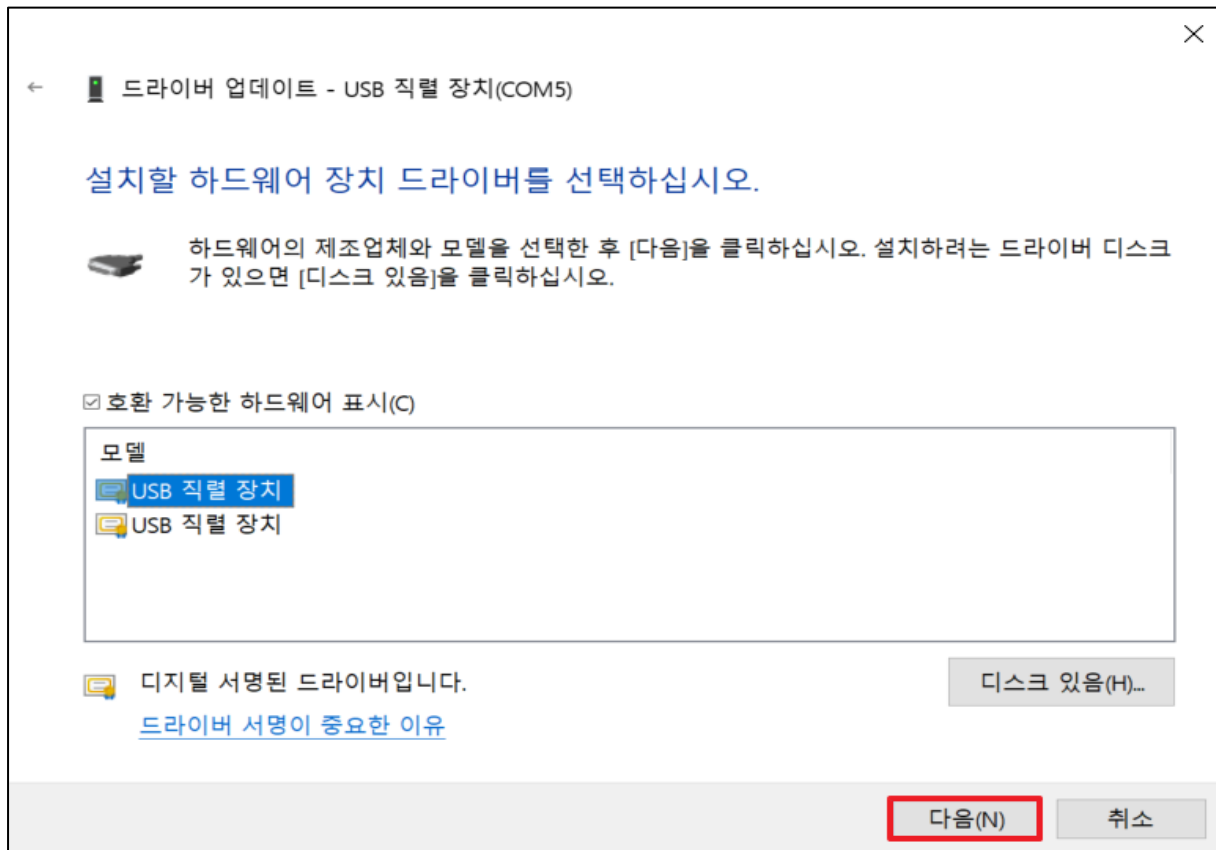 드라이버 업데이트 - USB 직렬 장치(COM5)
설치할 하드웨어 장치 드라이버를 선택하십시오.
하드웨어의 제조업체와 모델을 선택한 후 [다음]을 클릭하십시오. 설치하려는 드라이버 디스크
가 있으면 [디스크 있음]을 클릭하십시오.
호환 가능한 하드웨어 표시(C)
모델
USB 직렬 장치
USB 직렬 장치
디지털 서명된 드라이버입니다.
디스크 있음(H)...
드라이버 서명이 중요한 이유
다음(N)
취소